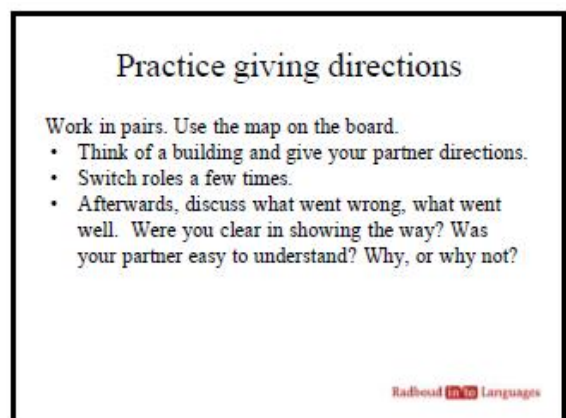 Practice giving directions
Work in pairs. Use the map on the board.
• Think of a building and give your partner directions.
• Switch roles a few times.
• Afterwards, discuss what went wrong, what went
well. Were you clear in showing the way? Was
your partner easy to understand? Why, or why not?
Radboud in'to Languages